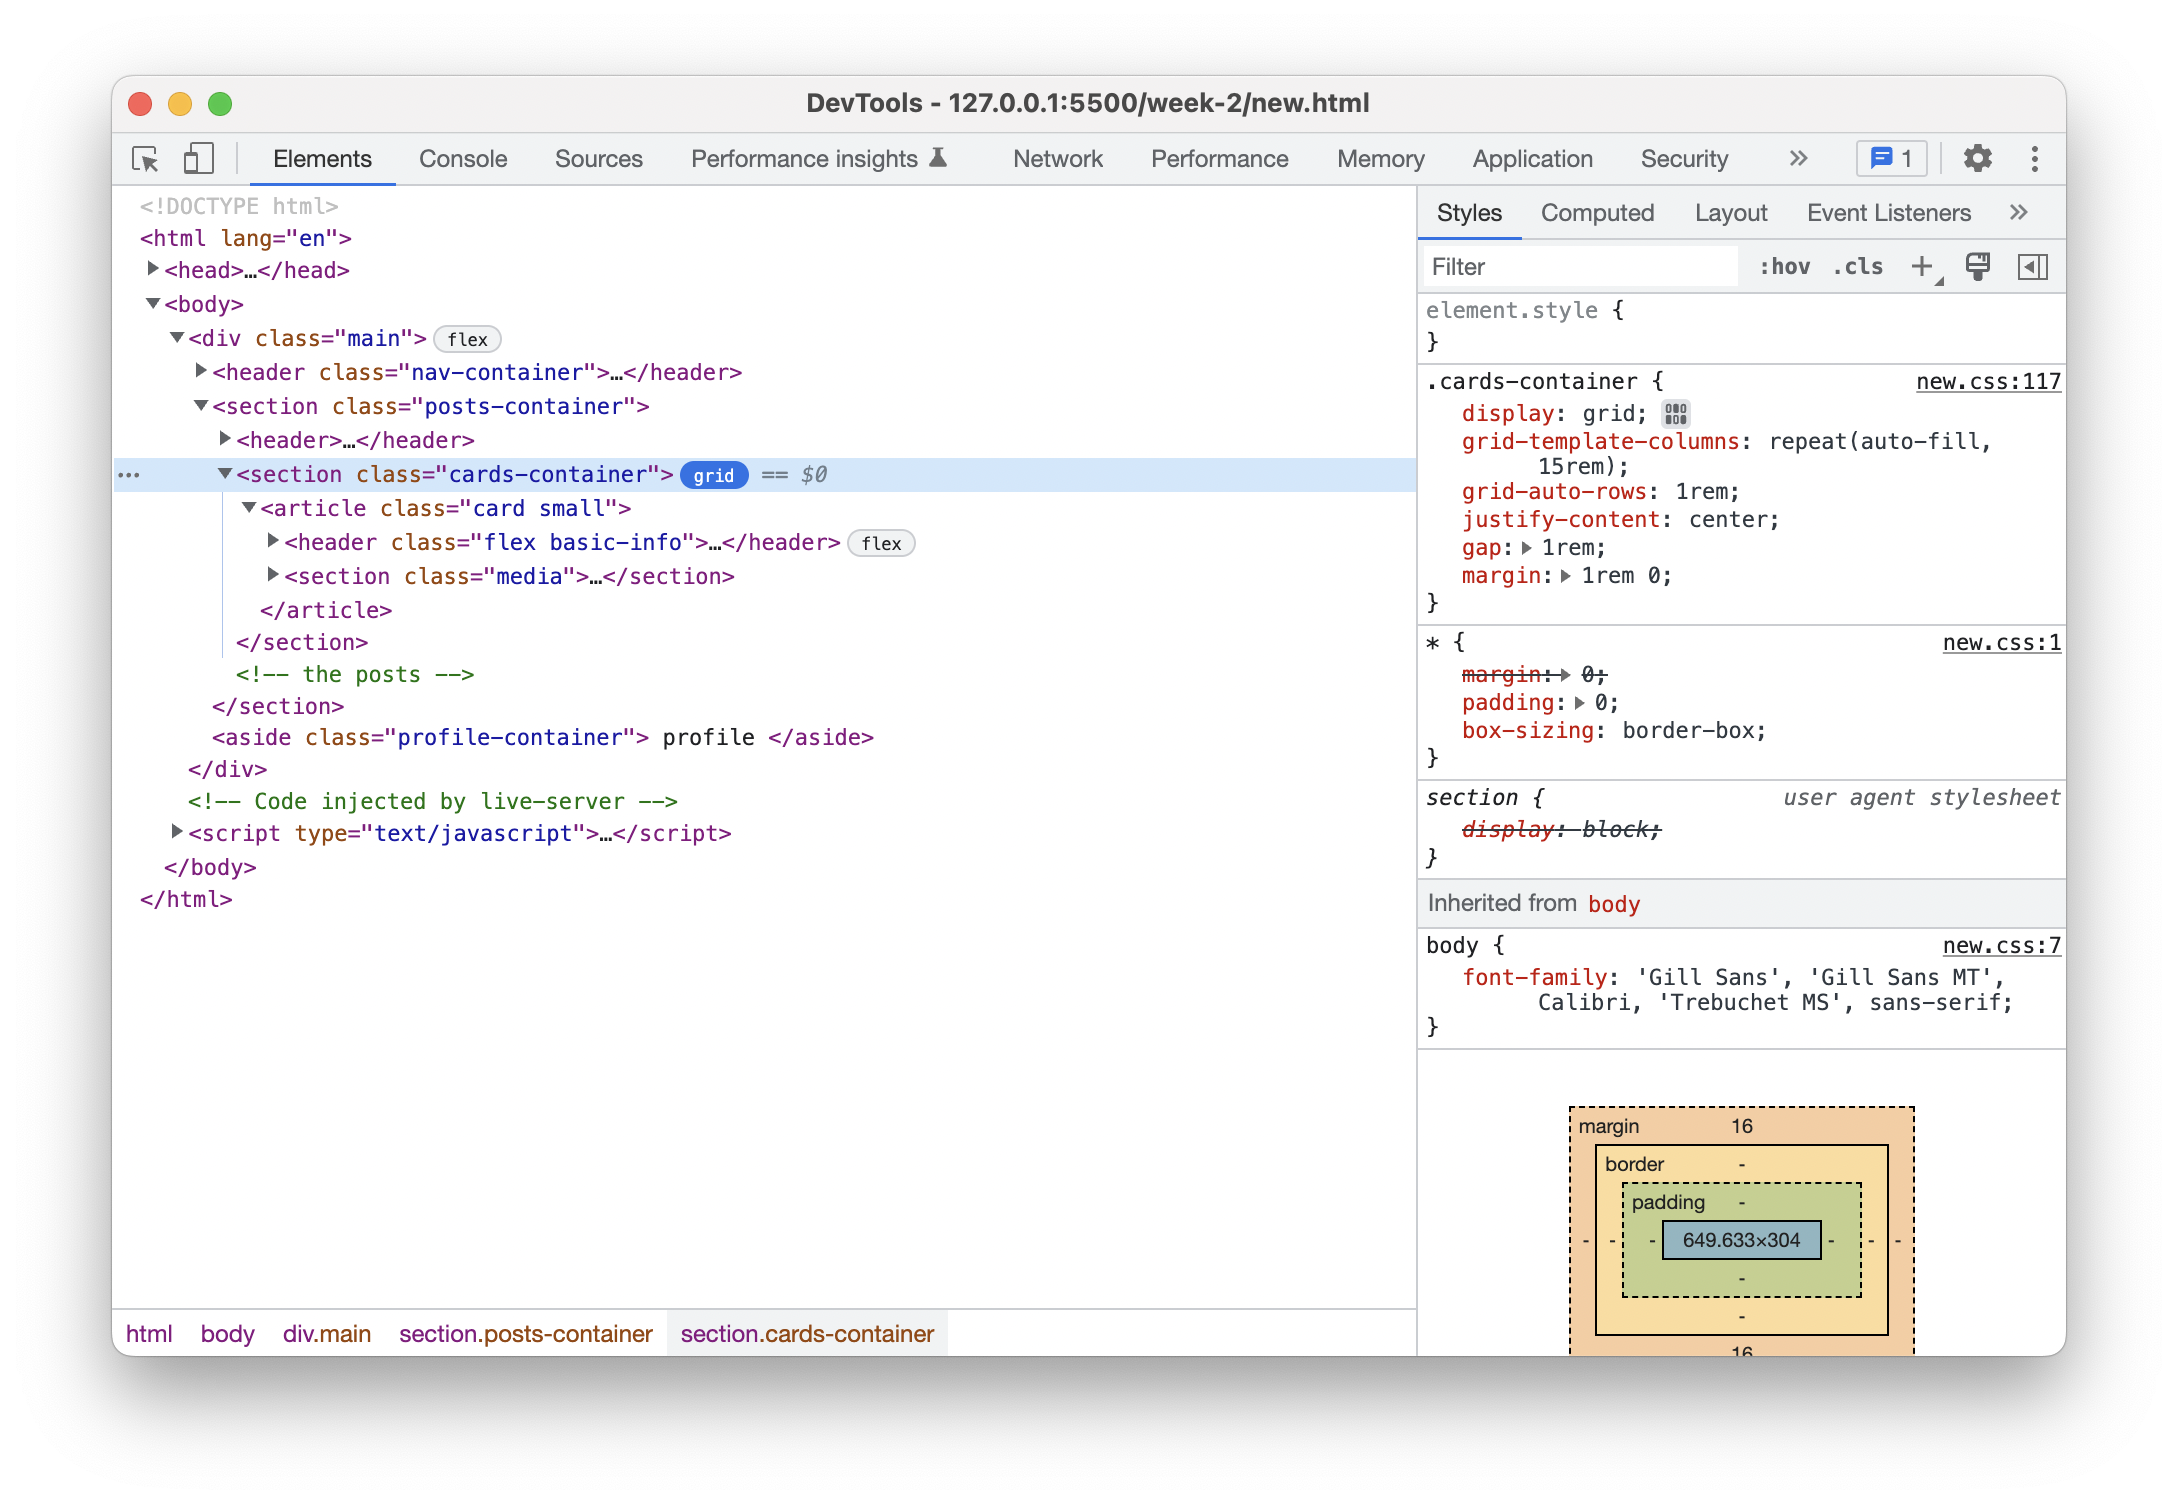 DevTools - 127.0.0.1:5500/week-2/new.html
Elements Console Sources Performance insights Network Performance Memory Application Security » 1
<!DOCTYPE html>
<html lang="en">
<head>…</head>
<body>
<div class="main"> flex
<header class="nav-container">…</header>
<section class="posts-container">
<header>…</header>
<section class="cards-container"> grid == $0
<article class="card small">
<header class="flex basic-info">…</header> flex
<section class="media">…</section>
</article>
</section>
<!-- the posts -->
</section>
<aside class="profile-container"> profile </aside>
</div>
<!-- Code injected by live-server -->
<script type="text/javascript">…</script>
</body>
</html>
html body div.main section.posts-container section.cards-container
Styles Computed Layout Event Listeners »
Filter :hov .cls +
element.style {
}
.cards-container { new.css:117
display: grid;
grid-template-columns: repeat(auto-fill,
15rem);
grid-auto-rows: 1rem;
justify-content: center;
gap: 1rem;
margin: 1rem 0;
}
* { new.css:1
margin: 0;
padding: 0;
box-sizing: border-box;
}
section { user agent stylesheet
display: block;
}
Inherited from body
body { new.css:7
font-family: 'Gill Sans', 'Gill Sans MT',
Calibri, 'Trebuchet MS', sans-serif;
}
margin 16
border -
padding -
- - - 649.633×304 - - -
-
-
16